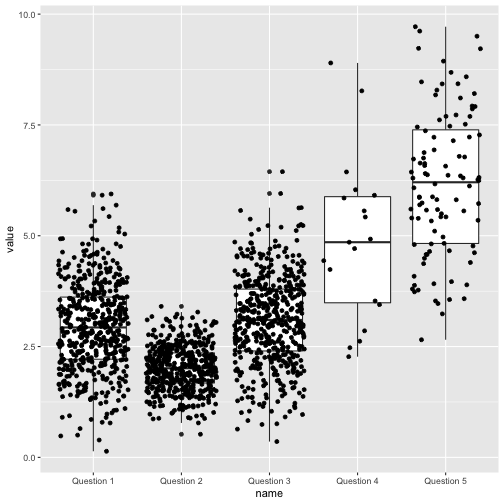 10.0
7.5
5.0
2.5
0.0
value
Question 1
Question 2
Question 3
Question 4
Question 5
name